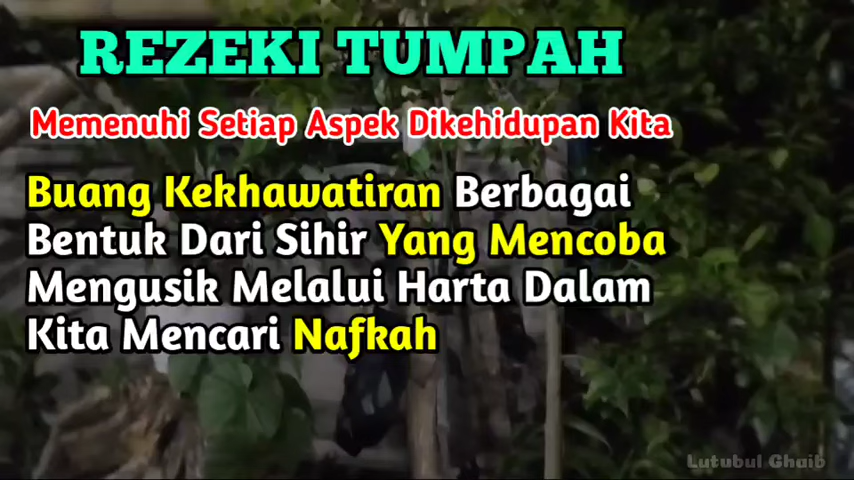 REZEKI TUMPAH
Memenuhi Setiap Aspek Dikehidupan Kita
Buang Kekhawatiran Berbagai
Bentuk Dari Sihir Yang Mencoba
Mengusik Melalui Harta Dalam
Kita Mencari Nafkah
Lutubul Ghaib